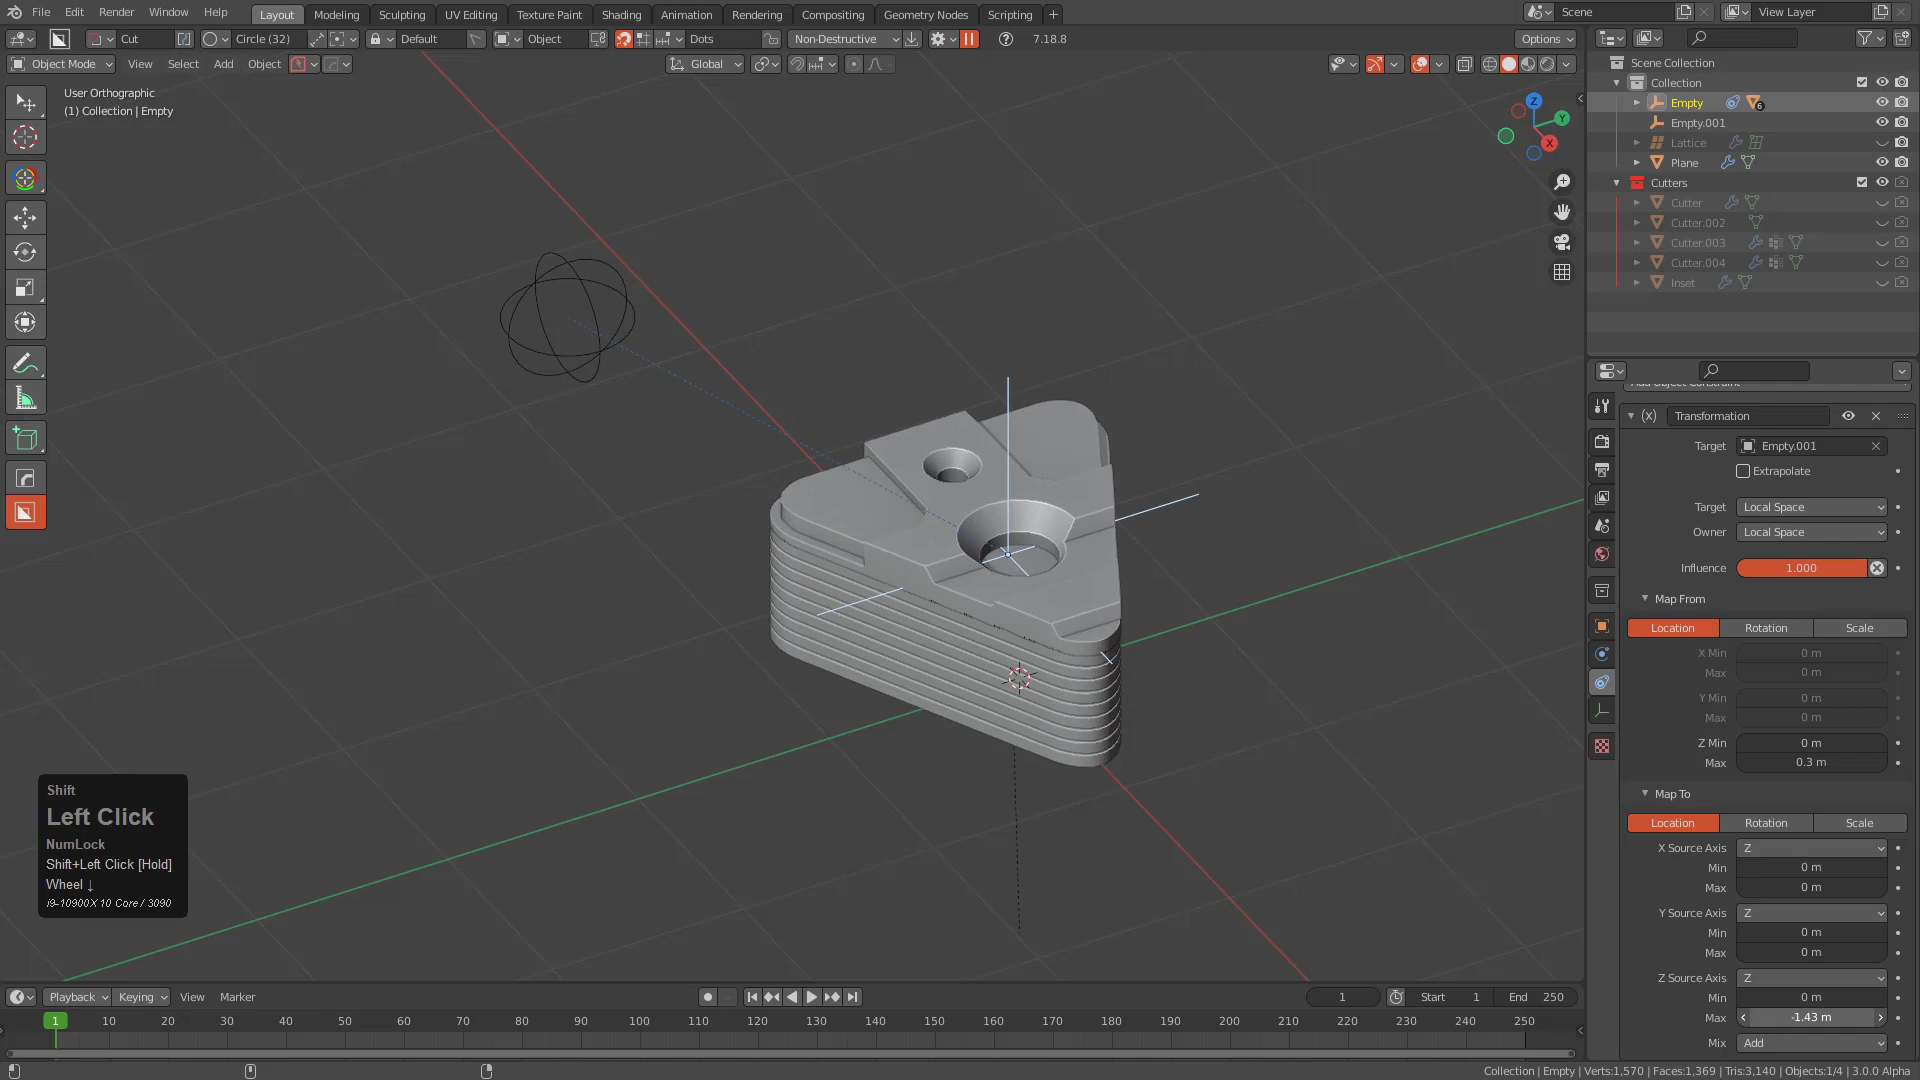 File Edit Render Window Help Layout Modeling Sculpting UV Editing Texture Paint Shading Animation Rendering Compositing Geometry Nodes Scripting + Scene View Layer
Cut Circle (32) Default Object Dots Non-Destructive 7.18.8 Options
Object Mode View Select Add Object Global
User Orthographic
(1) Collection | Empty
Z
Y
X
Scene Collection
Collection
Empty 6
Empty.001
Lattice
Plane
Cutters
Cutter
Cutter.002
Cutter.003
Cutter.004
Inset
Add Object Constraint
(x) Transformation
Target Empty.001
Extrapolate
Target Local Space
Owner Local Space
Influence 1.000
Map From
Location Rotation Scale
X Min 0 m
Max 0 m
Y Min 0 m
Max 0 m
Z Min 0 m
Max 0.3 m
Map To
Location Rotation Scale
X Source Axis Z
Min 0 m
Max 0 m
Y Source Axis Z
Min 0 m
Max 0 m
Z Source Axis Z
Min 0 m
Max -1.43 m
Mix Add
Shift
Left Click
NumLock
Shift+Left Click [Hold]
Wheel ↓
i9-10900X 10 Core / 3090
Playback Keying View Marker 1 Start 1 End 250
1 10 20 30 40 50 60 70 80 90 100 110 120 130 140 150 160 170 180 190 200 210 220 230 240 250
Collection | Empty | Verts:1,570 | Faces:1,369 | Tris:3,140 | Objects:1/4 | 3.0.0 Alpha